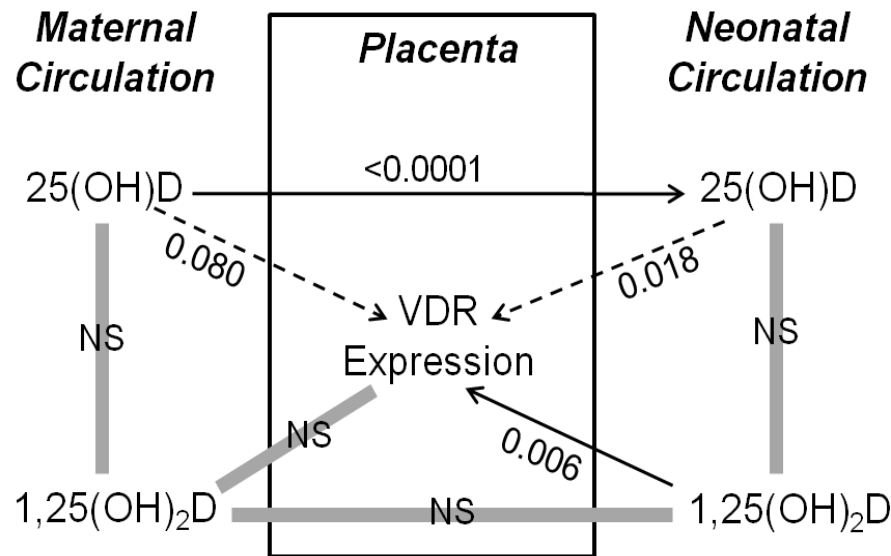 Maternal
Circulation
Placenta
Neonatal
Circulation
<0.0001
25(OH)D
25(OH)D
0.080
0.018
VDR
Expression
NS
NS
NS
0.006
1,25(OH)₂D
NS
1,25(OH)₂D